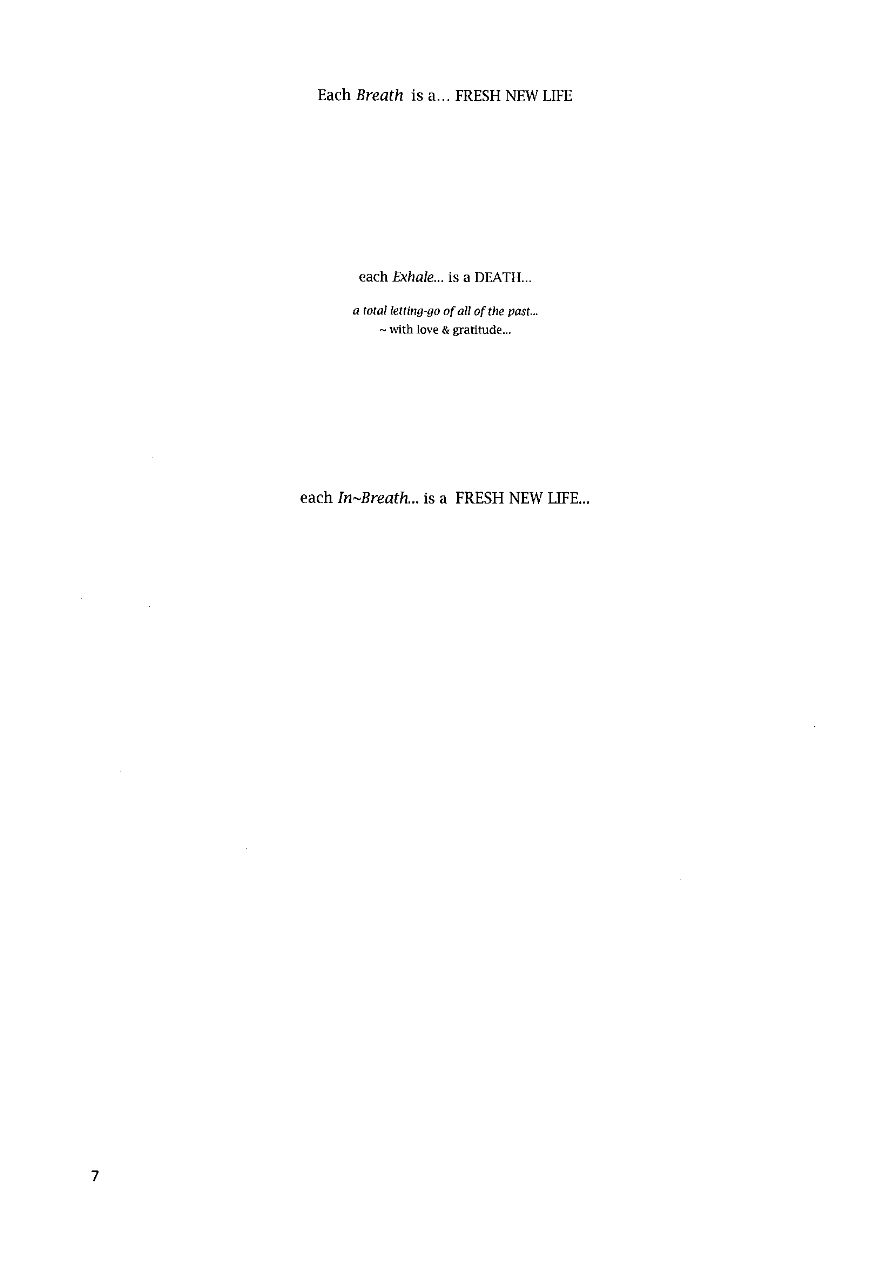 Each Breath is a... FRESH NEW LIFE
each Exhale... is a DEATH...
a total letting-go of all of the past...
~ with love & gratitude...
each In~Breath... is a FRESH NEW LIFE...
7